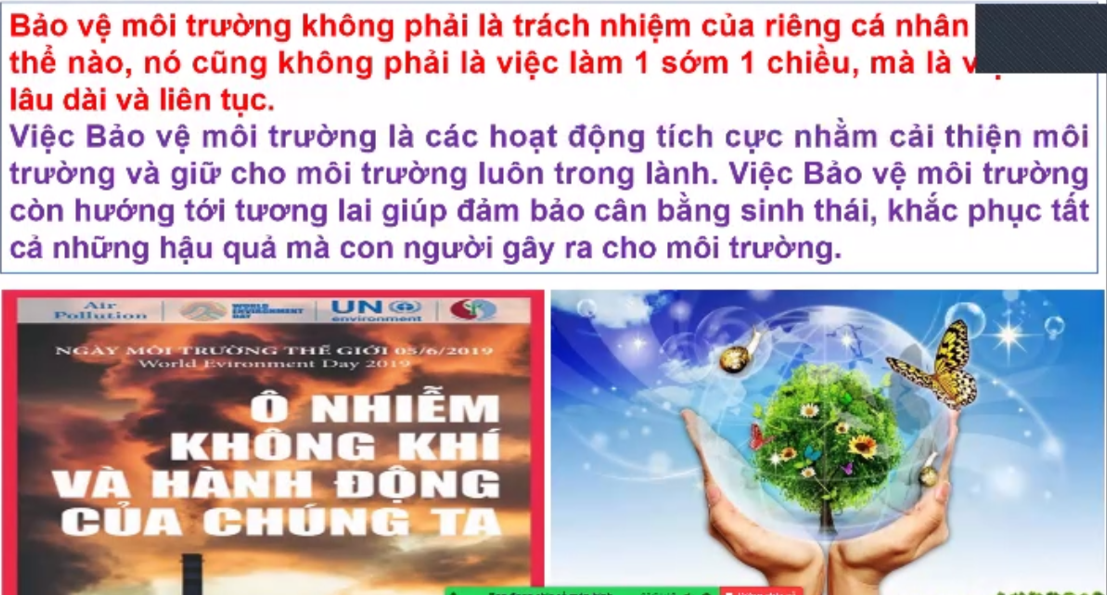 Bảo vệ môi trường không phải là trách nhiệm của riêng cá nhân
thể nào, nó cũng không phải là việc làm 1 sớm 1 chiều, mà là
lâu dài và liên tục.
Việc Bảo vệ môi trường là các hoạt động tích cực nhằm cải thiện môi
trường và giữ cho môi trường luôn trong lành. Việc Bảo vệ môi trường
còn hướng tới tương lai giúp đảm bảo cân bằng sinh thái, khắc phục tất
cả những hậu quả mà con người gây ra cho môi trường.
Air
Pollution
WORLD
ENVIRONMENT
DAY
UN
environment
NGÀY MÔI TRƯỜNG THẾ GIỚI 05/6/2019
World Evironment Day 2019
Ô NHIỄM
KHÔNG KHÍ
VÀ HÀNH ĐỘNG
CỦA CHÚNG TA